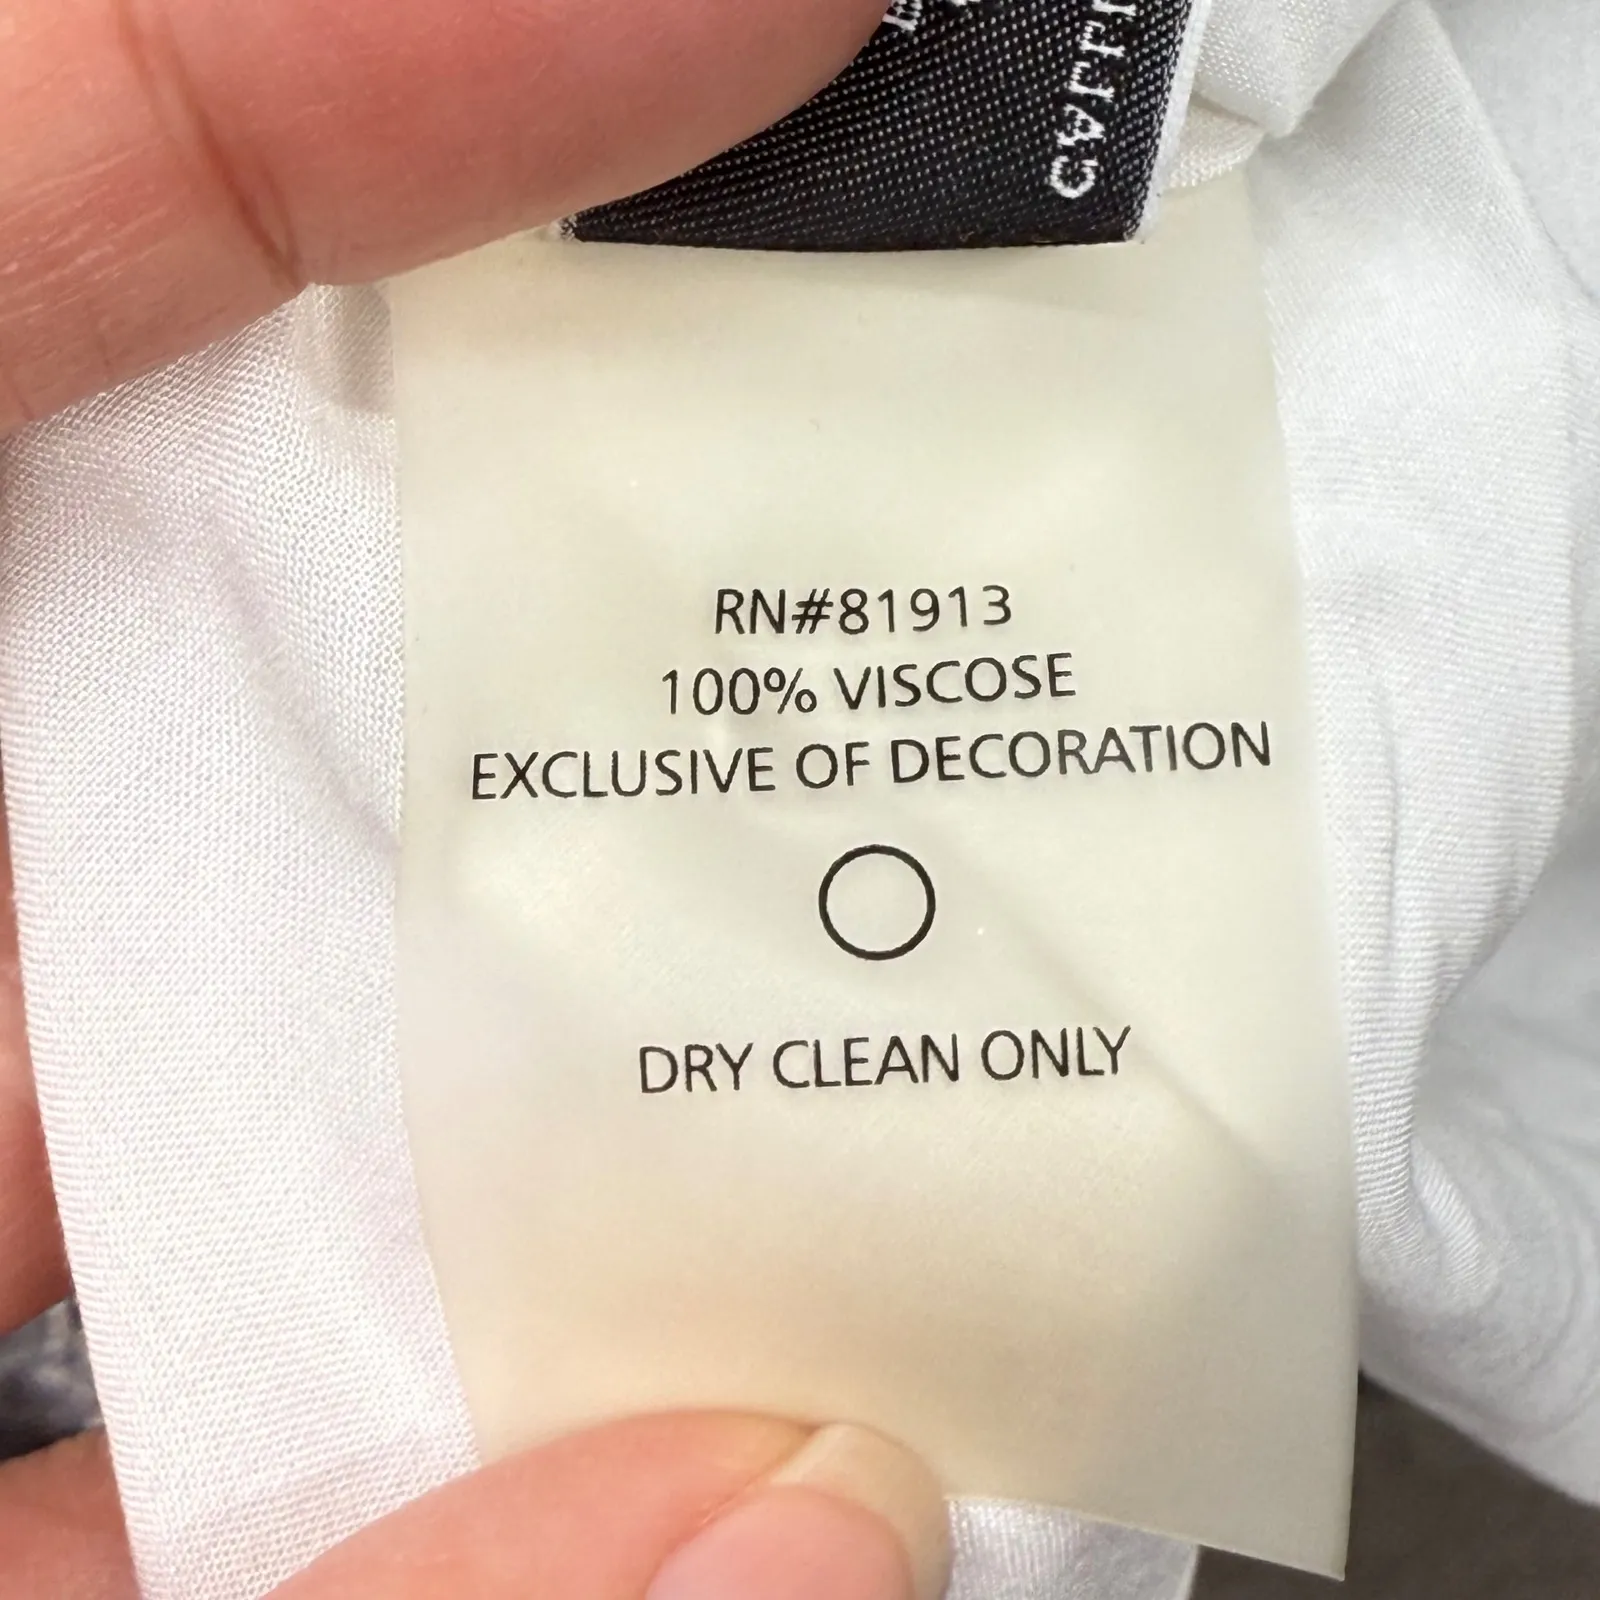 RN#81913
100% VISCOSE
EXCLUSIVE OF DECORATION
DRY CLEAN ONLY